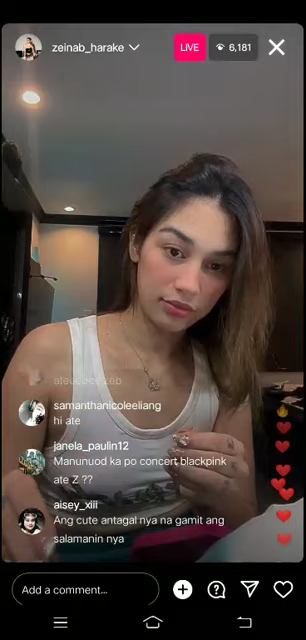 zeinab_harake
LIVE
6,181
samanthanicoleeliang
hi ate
janela_paulin12
Manunuod ka po concert blackpink
ate Z ??
aisey_xiii
Ang cute antagal nya na gamit ang
salamin nya
Add a comment...